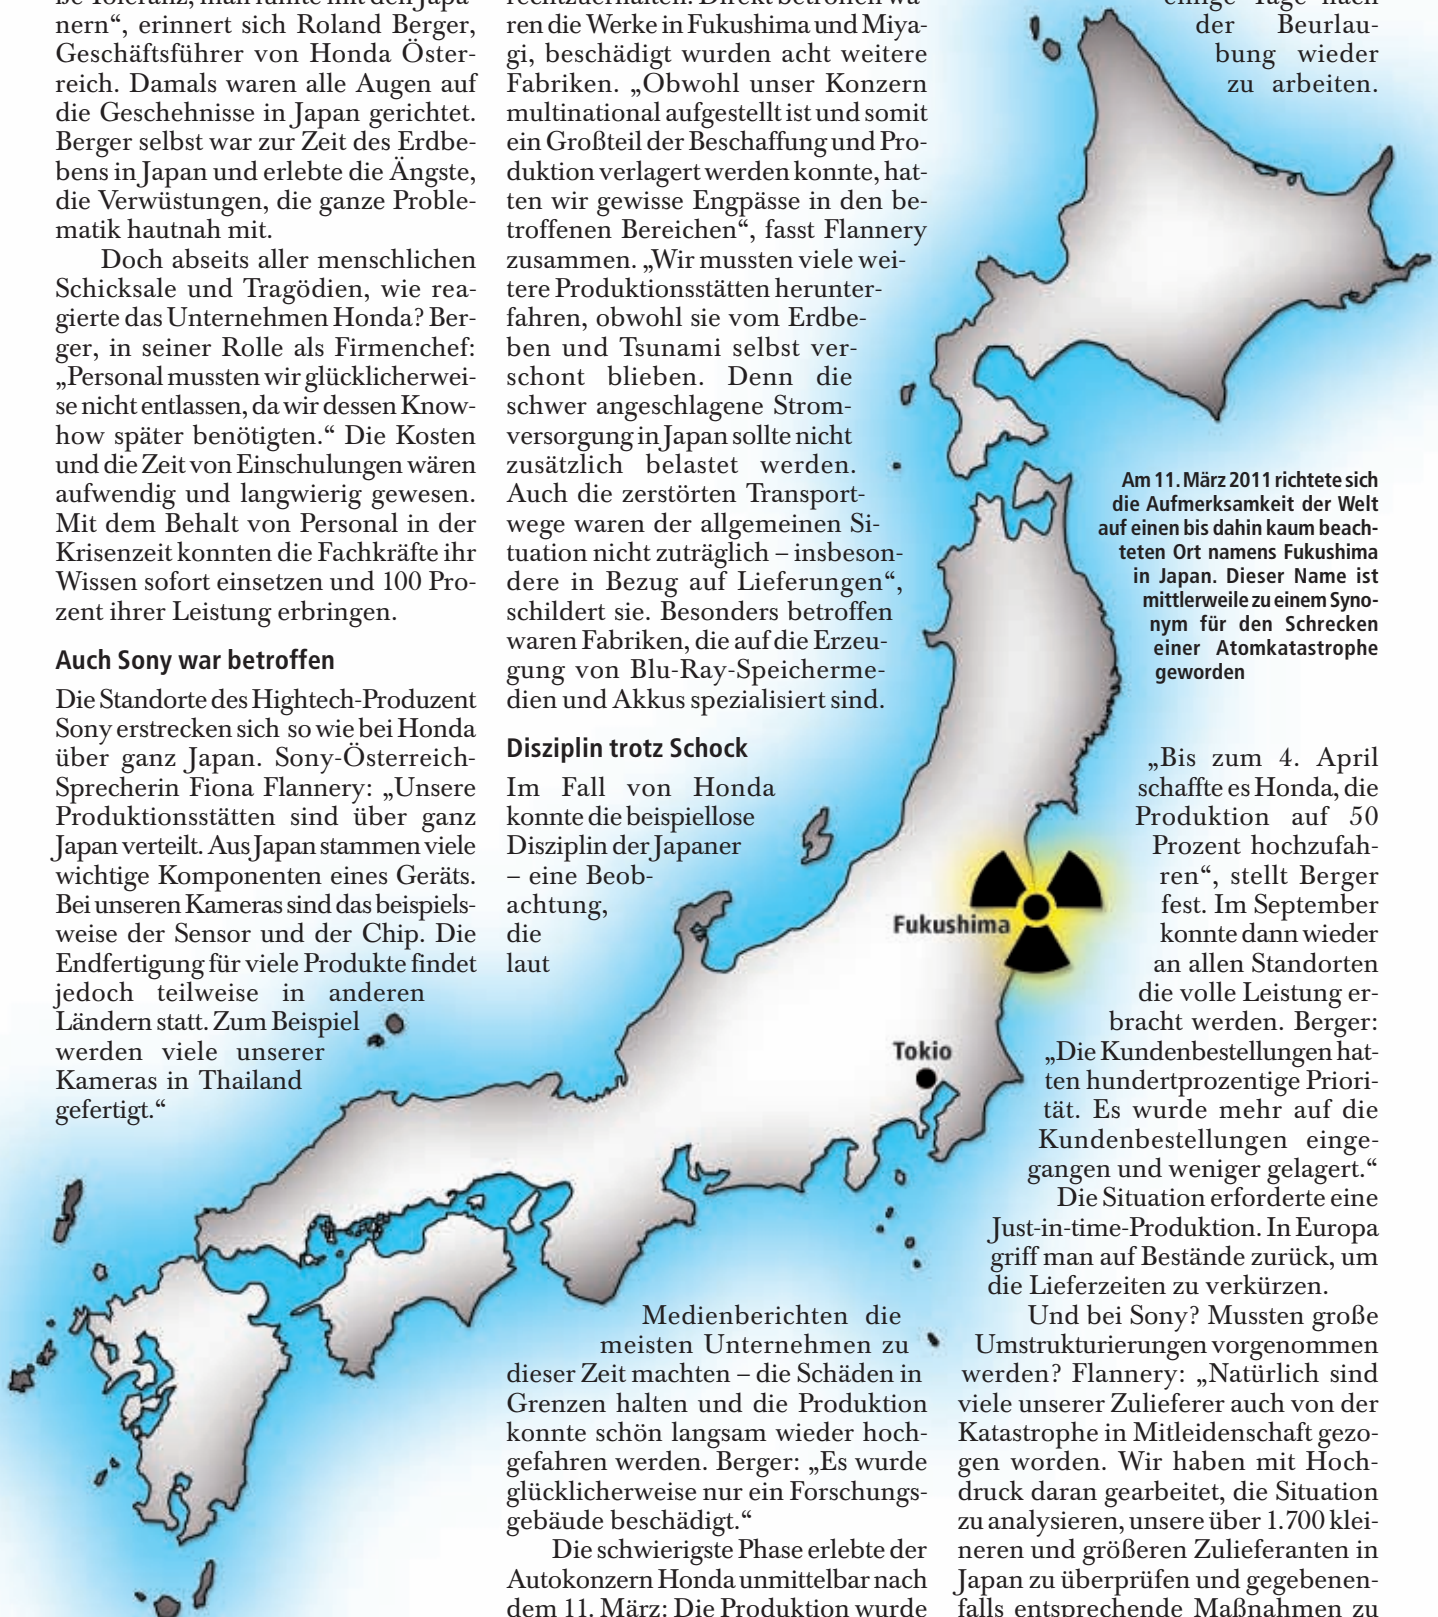 nern“, erinnert sich Roland Berger,
Geschäftsführer von Honda Öster-
reich. Damals waren alle Augen auf
die Geschehnisse in Japan gerichtet.
Berger selbst war zur Zeit des Erdbe-
bens in Japan und erlebte die Ängste,
die Verwüstungen, die ganze Proble-
matik hautnah mit.
Doch abseits aller menschlichen
Schicksale und Tragödien, wie rea-
gierte das Unternehmen Honda? Ber-
ger, in seiner Rolle als Firmenchef:
„Personal mussten wir glücklicherwei-
se nicht entlassen, da wir dessen Know-
how später benötigten.“ Die Kosten
und die Zeit von Einschulungen wären
aufwendig und langwierig gewesen.
Mit dem Behalt von Personal in der
Krisenzeit konnten die Fachkräfte ihr
Wissen sofort einsetzen und 100 Pro-
zent ihrer Leistung erbringen.
Auch Sony war betroffen
Die Standorte des Hightech-Produzent
Sony erstrecken sich so wie bei Honda
über ganz Japan. Sony-Österreich-
Sprecherin Fiona Flannery: „Unsere
Produktionsstätten sind über ganz
Japan verteilt. Aus Japan stammen viele
wichtige Komponenten eines Geräts.
Bei unseren Kameras sind das beispiels-
weise der Sensor und der Chip. Die
Endfertigung für viele Produkte findet
jedoch teilweise in anderen
Ländern statt. Zum Beispiel
werden viele unserer
Kameras in Thailand
gefertigt.“
ren die Werke in Fukushima und Miya-
gi, beschädigt wurden acht weitere
Fabriken. „Obwohl unser Konzern
multinational aufgestellt ist und somit
ein Großteil der Beschaffung und Pro-
duktion verlagert werden konnte, hat-
ten wir gewisse Engpässe in den be-
troffenen Bereichen“, fasst Flannery
zusammen. „Wir mussten viele wei-
tere Produktionsstätten herunter-
fahren, obwohl sie vom Erdbe-
ben und Tsunami selbst ver-
schont blieben. Denn die
schwer angeschlagene Strom-
versorgung in Japan sollte nicht
zusätzlich belastet werden.
Auch die zerstörten Transport-
wege waren der allgemeinen Si-
tuation nicht zuträglich – insbeson-
dere in Bezug auf Lieferungen“,
schildert sie. Besonders betroffen
waren Fabriken, die auf die Erzeu-
gung von Blu-Ray-Speicherme-
dien und Akkus spezialisiert sind.
Disziplin trotz Schock
Im Fall von Honda
konnte die beispiellose
Disziplin der Japaner
– eine Beob-
achtung,
die
laut
Medienberichten die
meisten Unternehmen zu
dieser Zeit machten – die Schäden in
Grenzen halten und die Produktion
konnte schön langsam wieder hoch-
gefahren werden. Berger: „Es wurde
glücklicherweise nur ein Forschungs-
gebäude beschädigt.“
Die schwierigste Phase erlebte der
Autokonzern Honda unmittelbar nach
dem 11. März: Die Produktion wurde
einige Tage nach
der Beurlau-
bung wieder
zu arbeiten.
Am 11. März 2011 richtete sich
die Aufmerksamkeit der Welt
auf einen bis dahin kaum beach-
teten Ort namens Fukushima
in Japan. Dieser Name ist
mittlerweile zu einem Syno-
nym für den Schrecken
einer Atomkatastrophe
geworden
Fukushima
Tokio
„Bis zum 4. April
schaffte es Honda, die
Produktion auf 50
Prozent hochzufah-
ren“, stellt Berger
fest. Im September
konnte dann wieder
an allen Standorten
die volle Leistung er-
bracht werden. Berger:
„Die Kundenbestellungen hat-
ten hundertprozentige Priori-
tät. Es wurde mehr auf die
Kundenbestellungen einge-
gangen und weniger gelagert.“
Die Situation erforderte eine
Just-in-time-Produktion. In Europa
griff man auf Bestände zurück, um
die Lieferzeiten zu verkürzen.
Und bei Sony? Mussten große
Umstrukturierungen vorgenommen
werden? Flannery: „Natürlich sind
viele unserer Zulieferer auch von der
Katastrophe in Mitleidenschaft gezo-
gen worden. Wir haben mit Hoch-
druck daran gearbeitet, die Situation
zu analysieren, unsere über 1.700 klei-
neren und größeren Zulieferanten in
Japan zu überprüfen und gegebenen-
falls entsprechende Maßnahmen zu